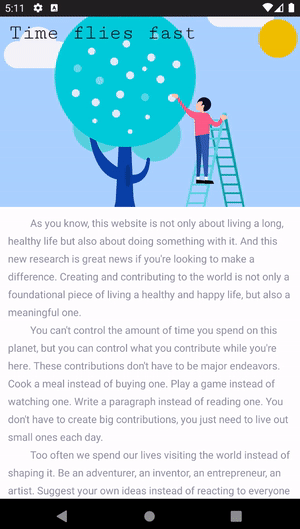 5:11
Time flies fast
As you know, this website is not only about living a long,
healthy life but also about doing something with it. And this
new research is great news if you're looking to make a
difference. Creating and contributing to the world is not only a
foundational piece of living a healthy and happy life, but also a
meaningful one.
You can't control the amount of time you spend on this
planet, but you can control what you contribute while you're
here. These contributions don't have to be major endeavors.
Cook a meal instead of buying one. Play a game instead of
watching one. Write a paragraph instead of reading one. You
don't have to create big contributions, you just need to live out
small ones each day.
Too often we spend our lives visiting the world instead of
shaping it. Be an adventurer, an inventor, an entrepreneur, an
artist. Suggest your own ideas instead of reacting to everyone